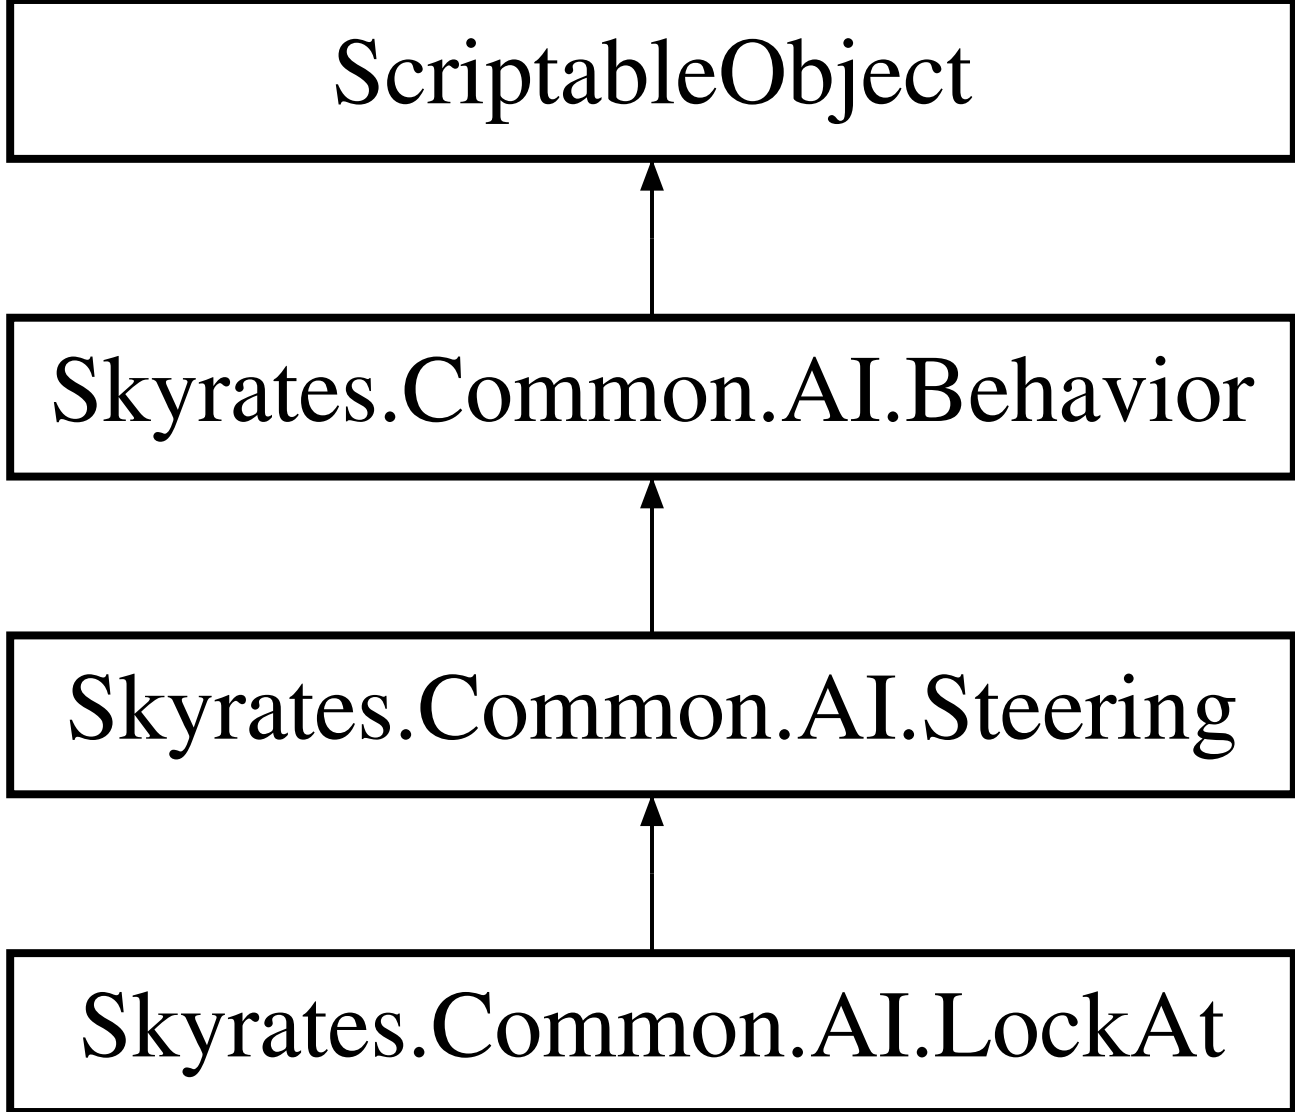 ScriptableObject
Skyrates.Common.AI.Behavior
Skyrates.Common.AI.Steering
Skyrates.Common.AI.LockAt